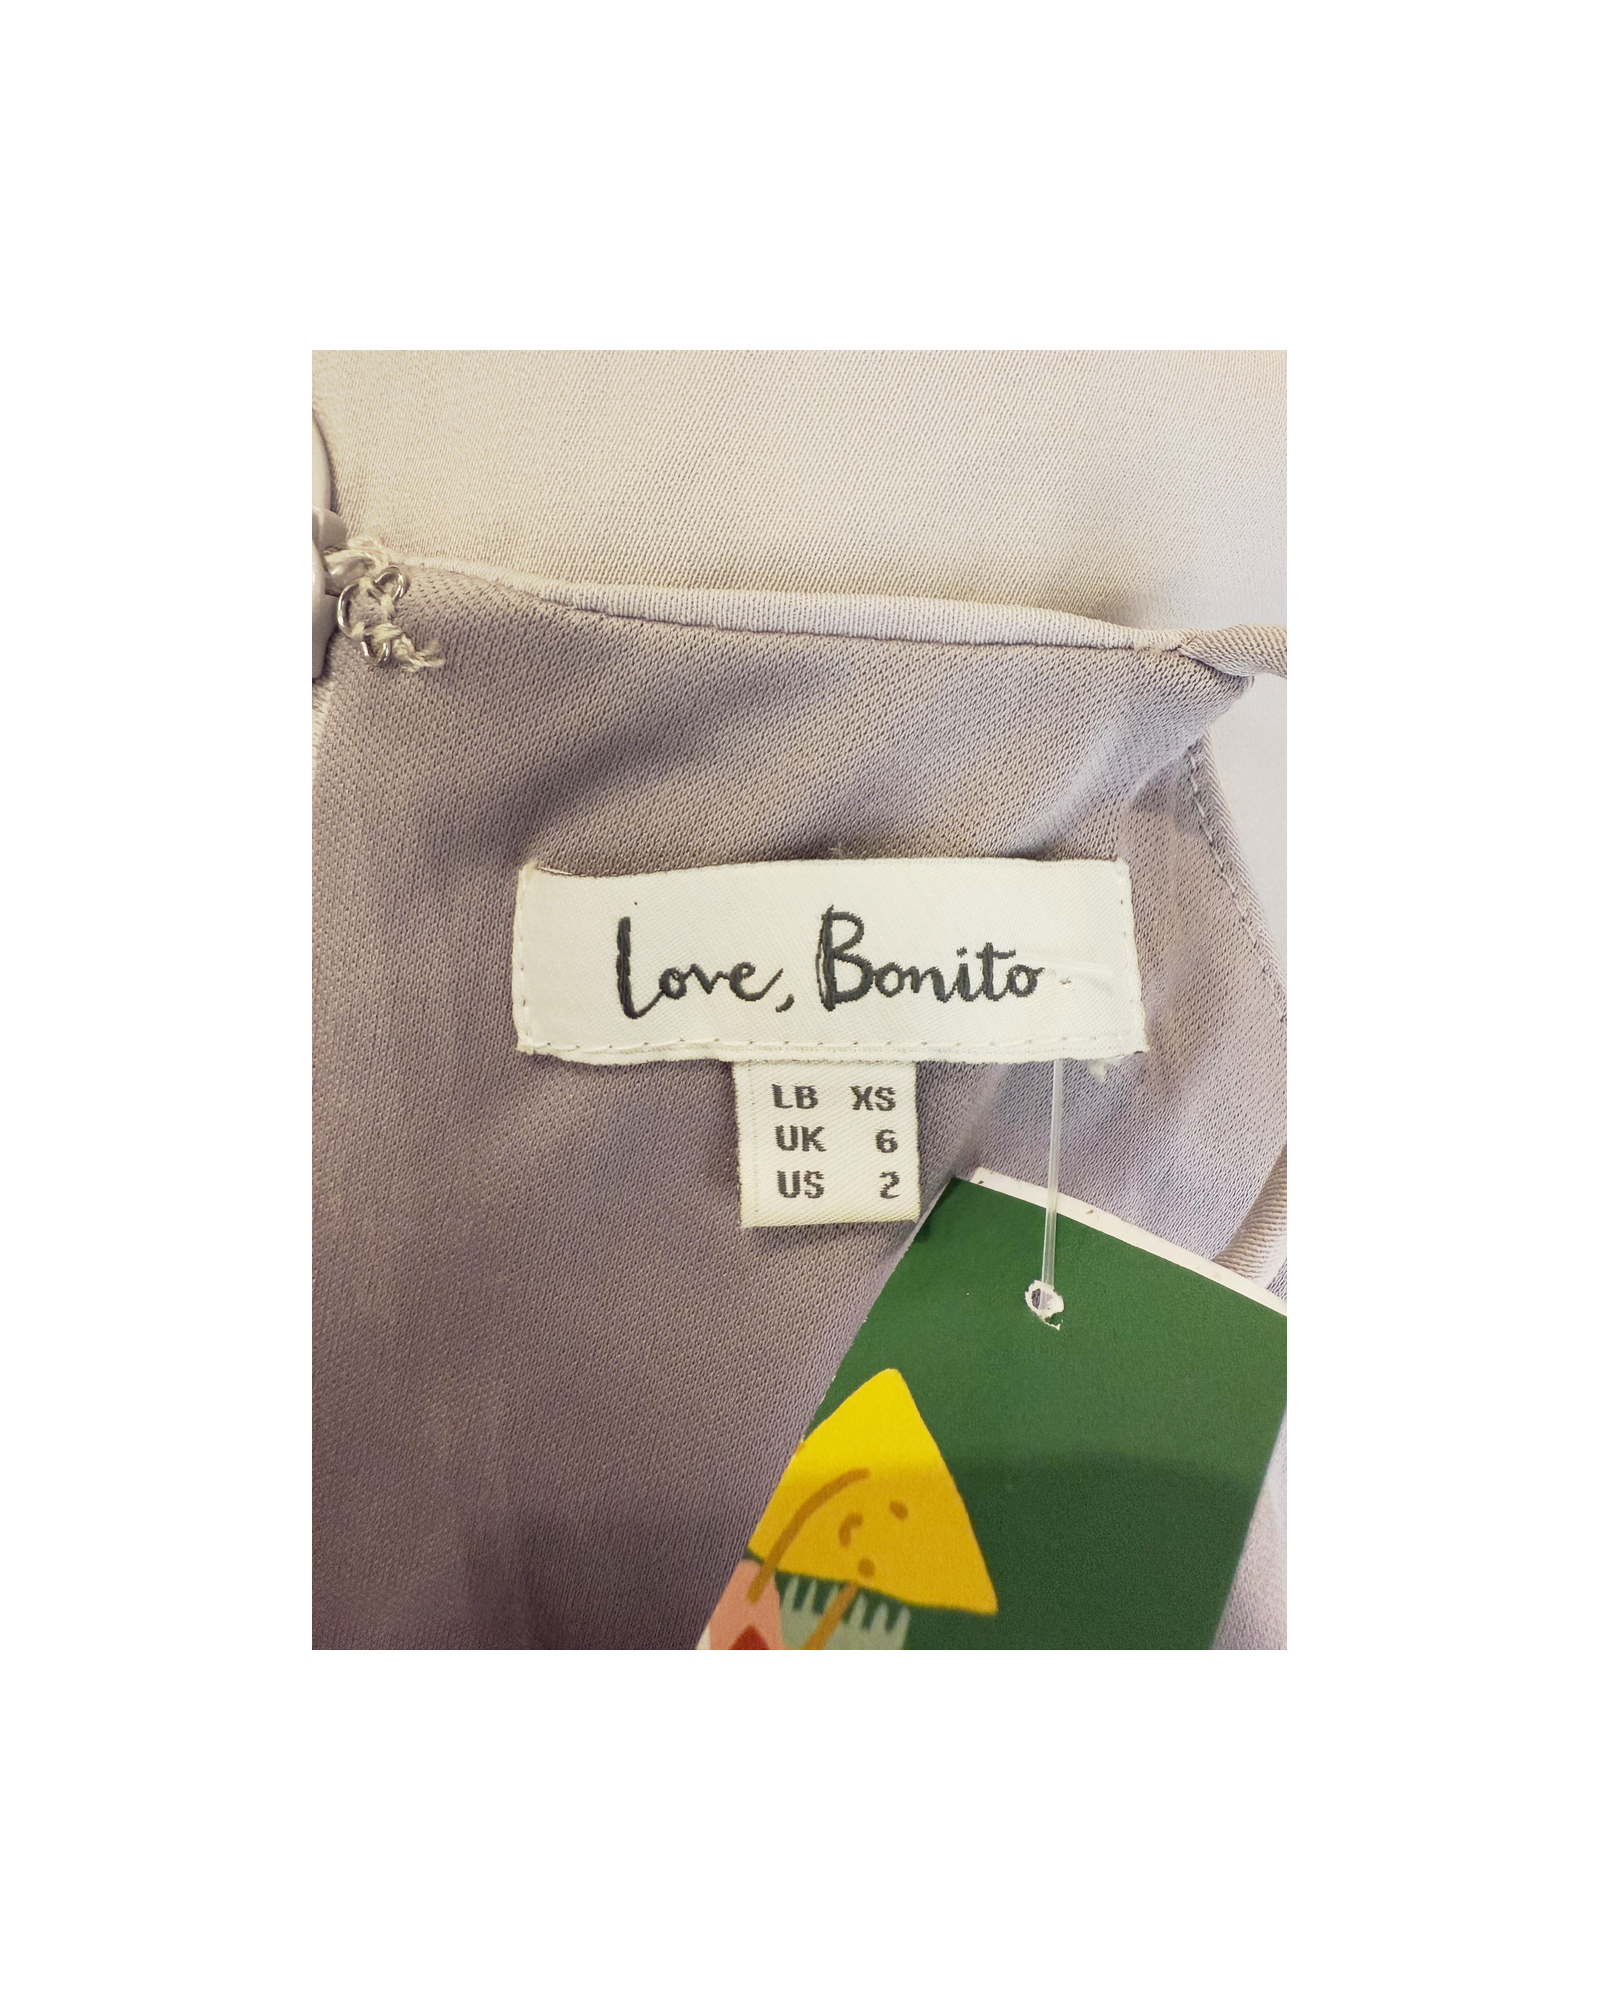 Love, Bonito
LB XS
UK 6
US 2